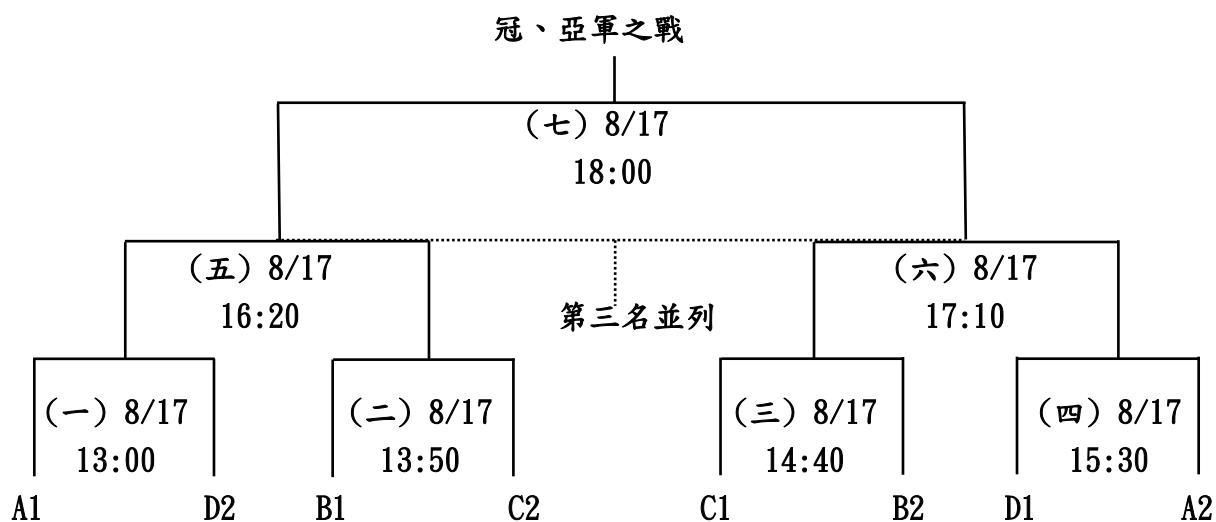 冠、亞軍之戰
（七）8/17
18:00
（五）8/17
16:20
第三名並列
（六）8/17
17:10
（一）8/17
13:00
（二）8/17
13:50
（三）8/17
14:40
（四）8/17
15:30
A1 D2 B1 C2 C1 B2 D1 A2